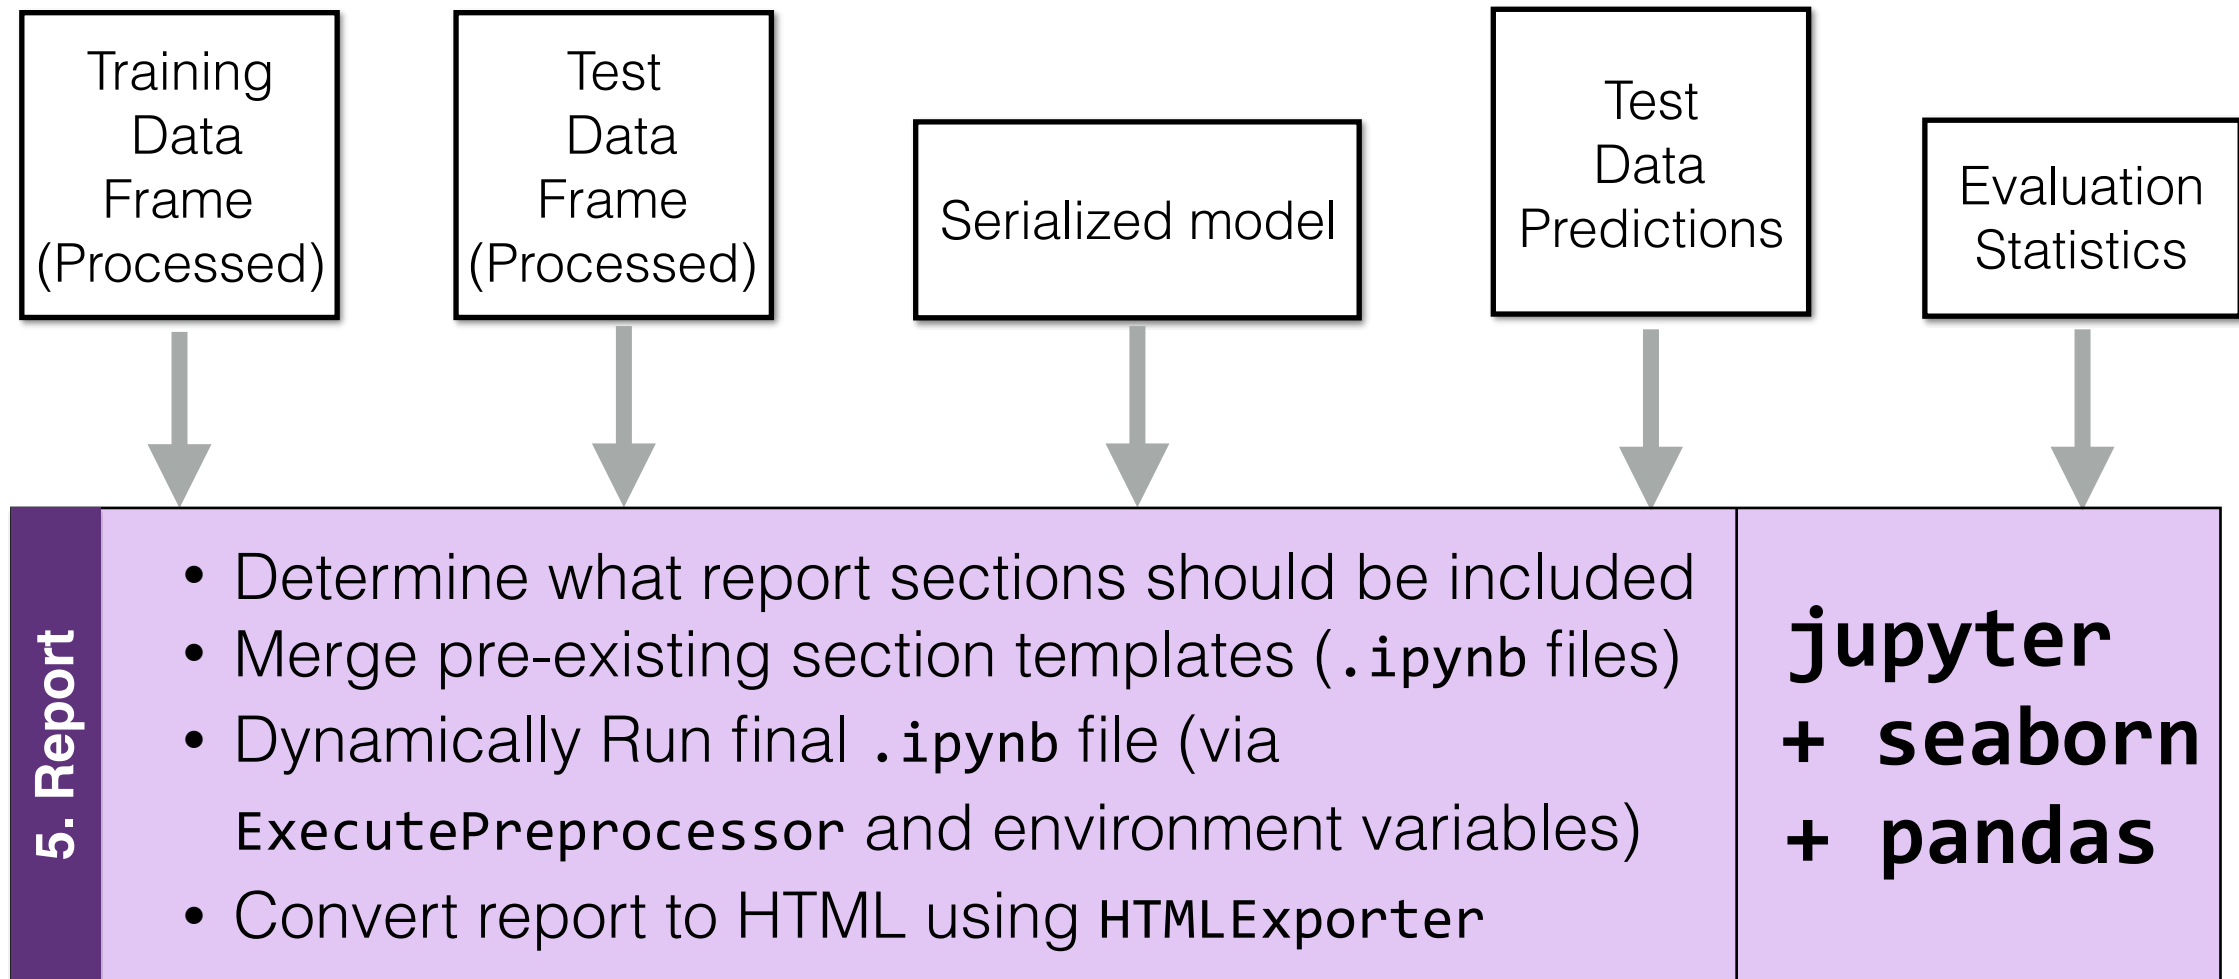 Training
Data
Frame
(Processed)
Test
Data
Frame
(Processed)
Serialized model
Test
Data
Predictions
Evaluation
Statistics
5. Report
• Determine what report sections should be included
• Merge pre-existing section templates (.ipynb files)
• Dynamically Run final .ipynb file (via
ExecutePreprocessor and environment variables)
• Convert report to HTML using HTMLExporter
jupyter
+ seaborn
+ pandas